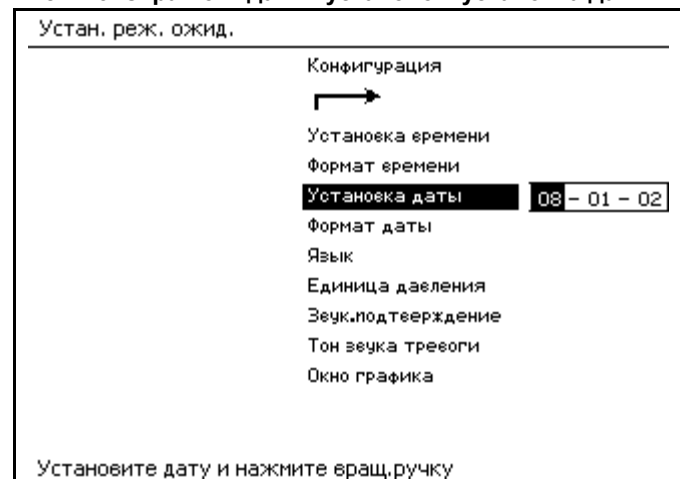 Устан. реж. ожид.
Конфигурация
Установка времени
Формат времени
Установка даты 08 - 01 - 02
Формат даты
Язык
Единица давления
Звук.подтверждение
Тон звука тревоги
Окно графика
Установите дату и нажмите вращ.ручку